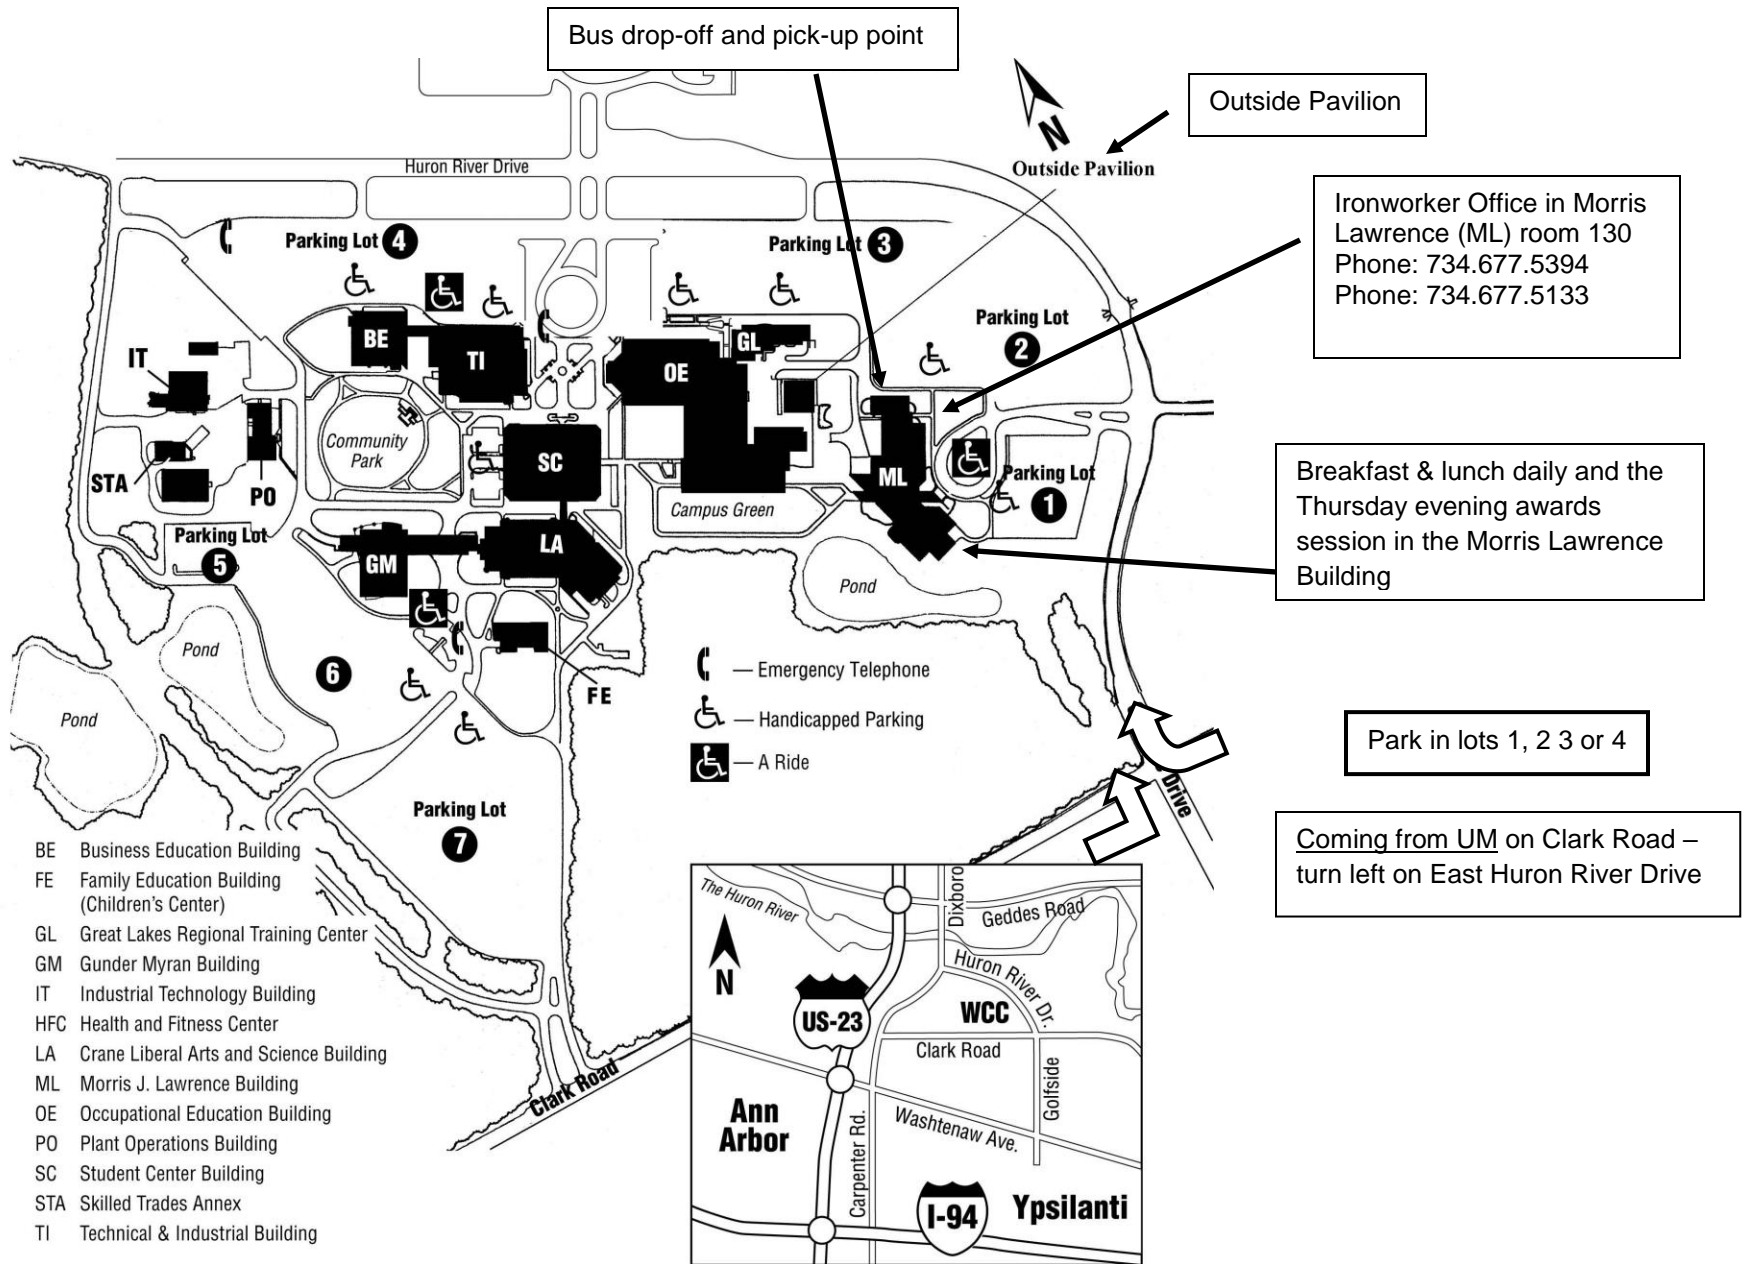 Bus drop-off and pick-up point
Outside Pavilion
N
Outside Pavilion
Huron River Drive
Ironworker Office in Morris
Lawrence (ML) room 130
Phone: 734.677.5394
Phone: 734.677.5133
Parking Lot 4
Parking Lot 3
Parking Lot
2
BE
TI
GL
OE
IT
Community
Park
SC
ML
STA
PO
Parking Lot
1
Campus Green
Breakfast & lunch daily and the
Thursday evening awards
session in the Morris Lawrence
Building
Parking Lot
5
GM
LA
Pond
Pond
6
FE
Pond
— Emergency Telephone
— Handicapped Parking
— A Ride
Park in lots 1, 2 3 or 4
Drive
Parking Lot
7
Coming from UM on Clark Road –
turn left on East Huron River Drive
BE Business Education Building
FE Family Education Building
(Children's Center)
GL Great Lakes Regional Training Center
GM Gunder Myran Building
IT Industrial Technology Building
HFC Health and Fitness Center
LA Crane Liberal Arts and Science Building
ML Morris J. Lawrence Building
OE Occupational Education Building
PO Plant Operations Building
SC Student Center Building
STA Skilled Trades Annex
TI Technical & Industrial Building
Clark Road
The Huron River
Dixboro
Geddes Road
N
Huron River Dr.
US-23
WCC
Clark Road
Golfside
Ann
Arbor
Carpenter Rd.
Washtenaw Ave.
I-94
Ypsilanti